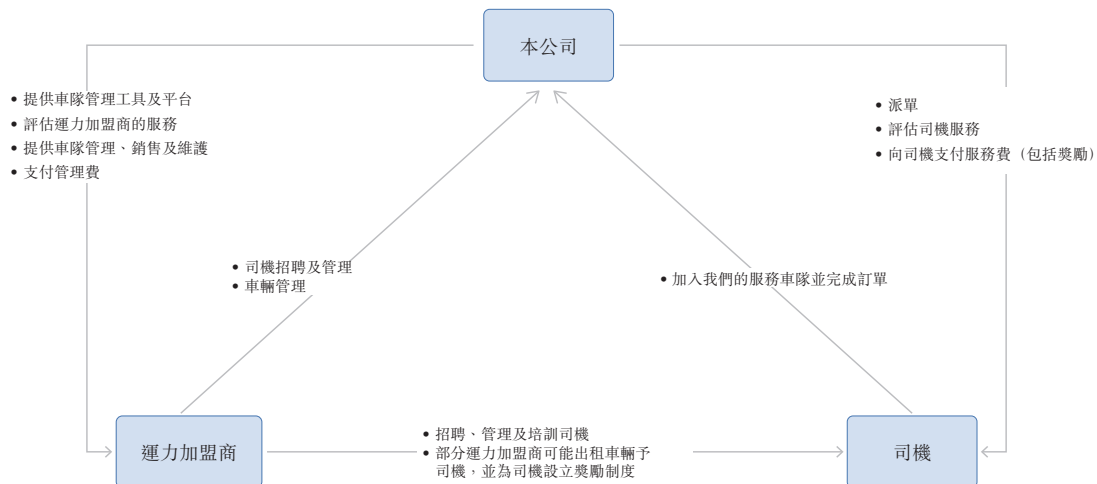 本公司
• 提供車隊管理工具及平台
• 評估運力加盟商的服務
• 提供車隊管理、銷售及維護
• 支付管理費
• 派單
• 評估司機服務
• 向司機支付服務費（包括獎勵）
• 司機招聘及管理
• 車輛管理
• 加入我們的服務車隊並完成訂單
運力加盟商
• 招聘、管理及培訓司機
• 部分運力加盟商可能出租車輛予
司機，並為司機設立獎勵制度
司機